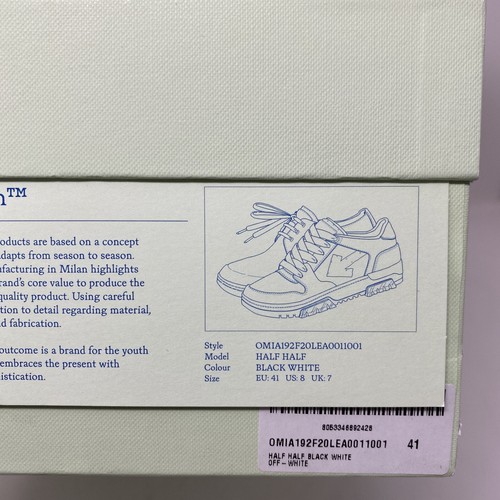 n™
oducts are based on a concept
dapts from season to season.
ufacturing in Milan highlights
rand's core value to produce the
quality product. Using careful
tion to detail regarding material,
d fabrication.
outcome is a brand for the youth
embraces the present with
istication.
Style OMIA192F20LEA0011001
Model HALF HALF
Colour BLACK WHITE
Size EU: 41 US: 8 UK: 7
OMIA192F20LEA0011001 41
HALF HALF BLACK WHITE
OFF-WHITE